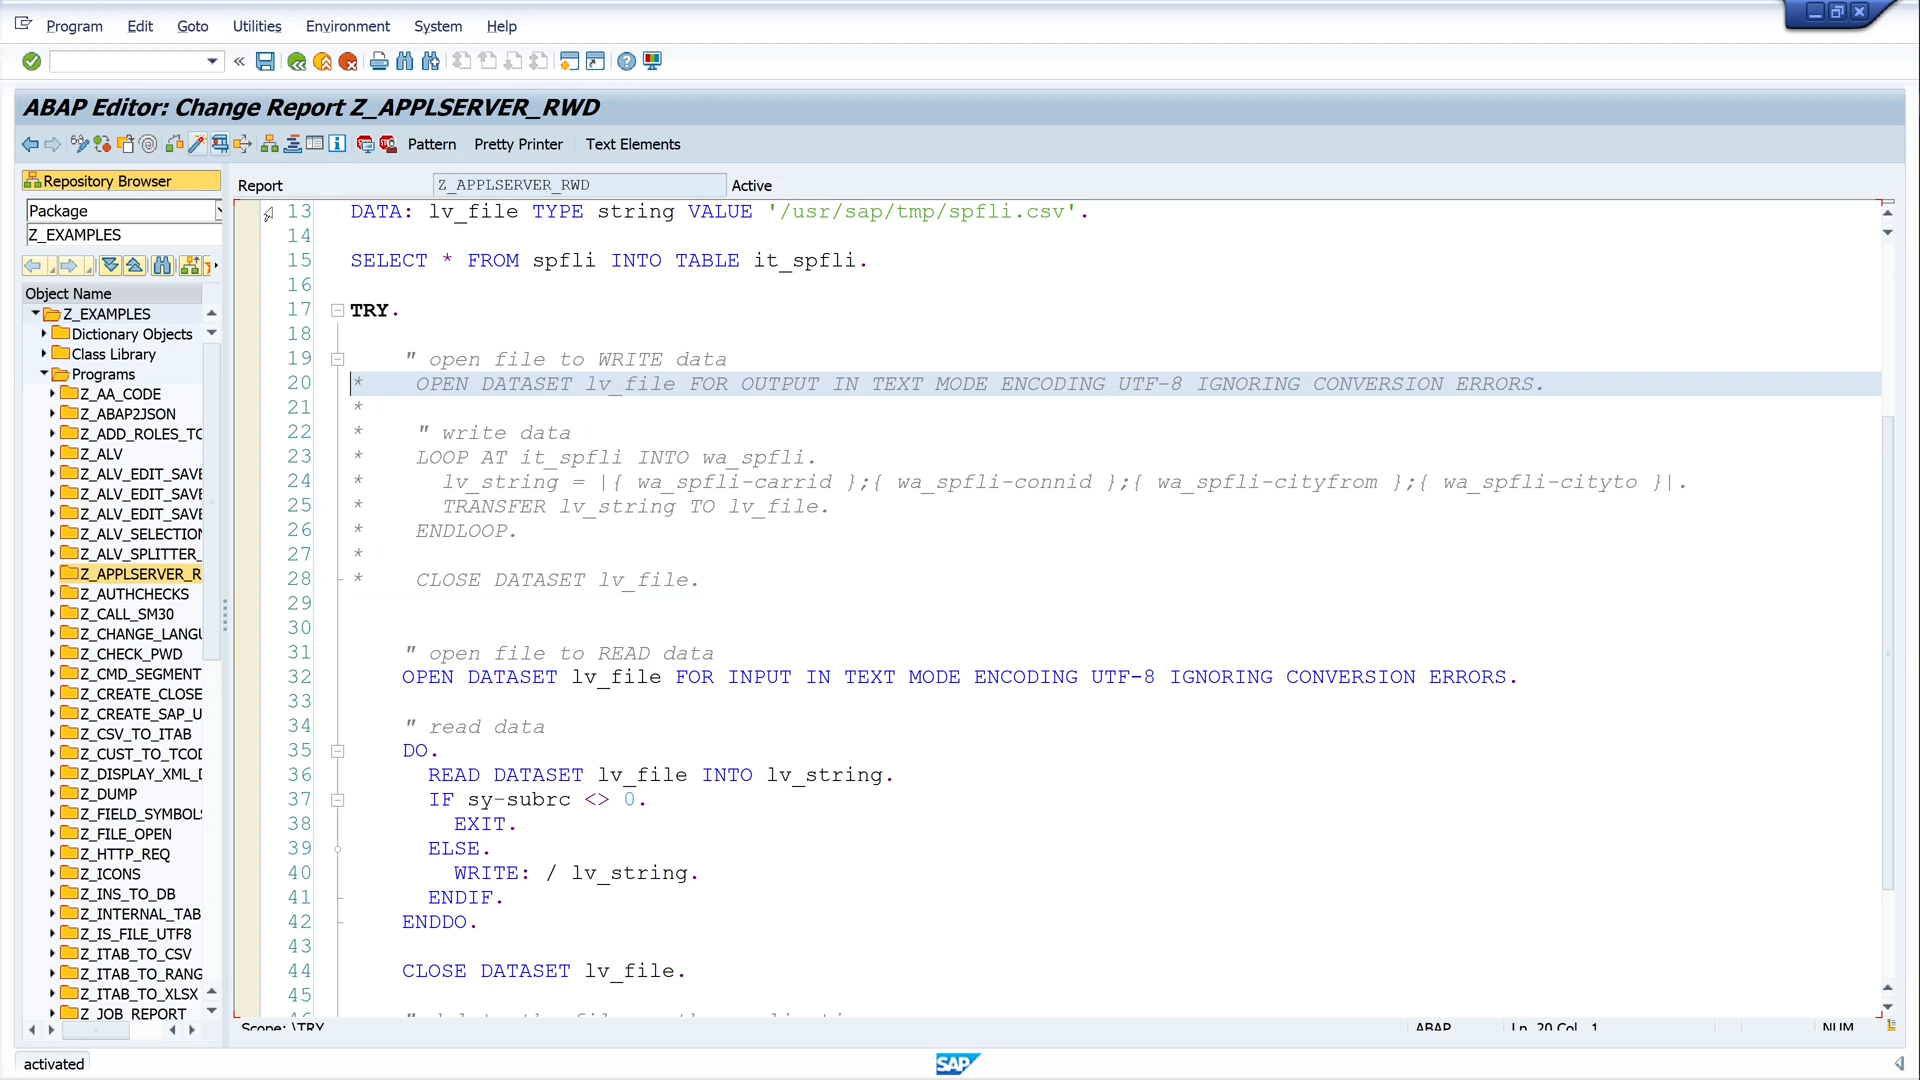 Program Edit Goto Utilities Environment System Help
ABAP Editor: Change Report Z_APPLSERVER_RWD
Pattern Pretty Printer Text Elements
Repository Browser
Package
Z_EXAMPLES
Object Name
Z_EXAMPLES
Dictionary Objects
Class Library
Programs
Z_AA_CODE
Z_ABAP2JSON
Z_ADD_ROLES_TC
Z_ALV
Z_ALV_EDIT_SAVE
Z_ALV_EDIT_SAVE
Z_ALV_EDIT_SAVE
Z_ALV_SELECTION
Z_ALV_SPLITTER_
Z_APPLSERVER_R
Z_AUTHCHECKS
Z_CALL_SM30
Z_CHANGE_LANGU
Z_CHECK_PWD
Z_CMD_SEGMENT
Z_CREATE_CLOSE
Z_CREATE_SAP_U
Z_CSV_TO_ITAB
Z_CUST_TO_TCOD
Z_DISPLAY_XML_D
Z_DUMP
Z_FIELD_SYMBOLS
Z_FILE_OPEN
Z_HTTP_REQ
Z_ICONS
Z_INS_TO_DB
Z_INTERNAL_TAB
Z_IS_FILE_UTF8
Z_ITAB_TO_CSV
Z_ITAB_TO_RANG
Z_ITAB_TO_XLSX
Z_JOB_REPORT
Report Z_APPLSERVER_RWD Active
13 DATA: lv_file TYPE string VALUE '/usr/sap/tmp/spfli.csv'.
14
15 SELECT * FROM spfli INTO TABLE it_spfli.
16
17 TRY.
18
19 " open file to WRITE data
20 * OPEN DATASET lv_file FOR OUTPUT IN TEXT MODE ENCODING UTF-8 IGNORING CONVERSION ERRORS.
21 *
22 * " write data
23 * LOOP AT it_spfli INTO wa_spfli.
24 * lv_string = |{ wa_spfli-carrid };{ wa_spfli-connid };{ wa_spfli-cityfrom };{ wa_spfli-cityto }|.
25 * TRANSFER lv_string TO lv_file.
26 * ENDLOOP.
27 *
28 * CLOSE DATASET lv_file.
29
30
31 " open file to READ data
32 OPEN DATASET lv_file FOR INPUT IN TEXT MODE ENCODING UTF-8 IGNORING CONVERSION ERRORS.
33
34 " read data
35 DO.
36 READ DATASET lv_file INTO lv_string.
37 IF sy-subrc <> 0.
38 EXIT.
39 ELSE.
40 WRITE: / lv_string.
41 ENDIF.
42 ENDDO.
43
44 CLOSE DATASET lv_file.
45
Scope: \TRY ABAP Ln 20 Col 1 NUM
activated
SAP